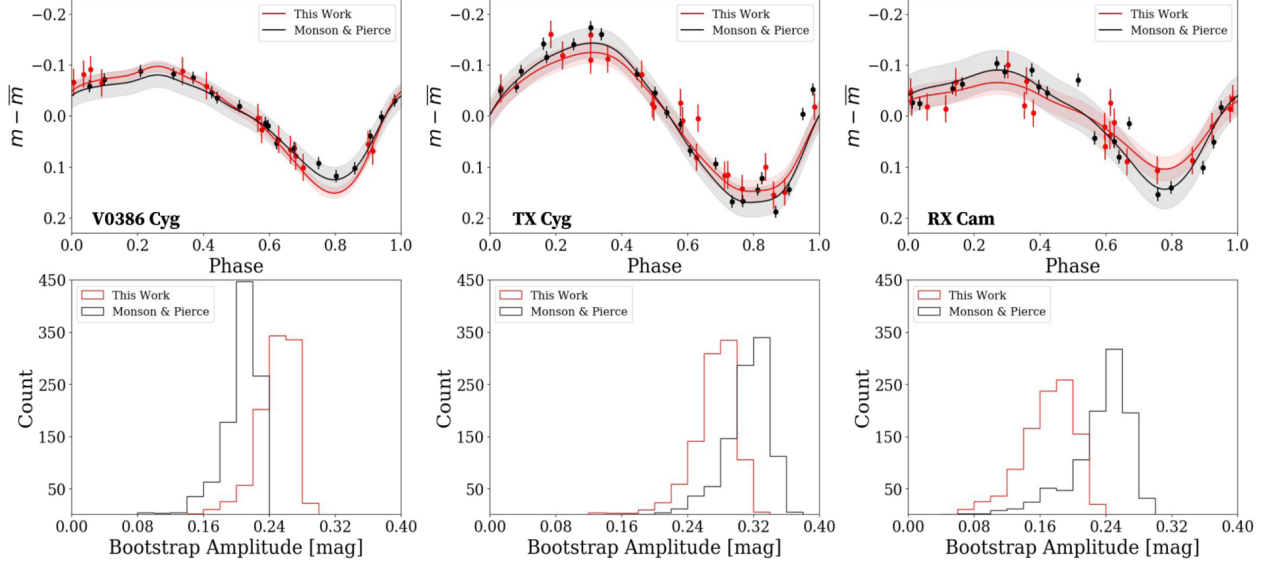 −0.2
−0.1
0.0
0.1
0.2
m − m̅
This Work
Monson & Pierce
V0386 Cyg
0.0 0.2 0.4 0.6 0.8 1.0
Phase
−0.2
−0.1
0.0
0.1
0.2
m − m̅
This Work
Monson & Pierce
TX Cyg
0.0 0.2 0.4 0.6 0.8 1.0
Phase
−0.2
−0.1
0.0
0.1
0.2
m − m̅
This Work
Monson & Pierce
RX Cam
0.0 0.2 0.4 0.6 0.8 1.0
Phase
450
350
250
150
50
Count
This Work
Monson & Pierce
0.00 0.08 0.16 0.24 0.32 0.40
Bootstrap Amplitude [mag]
450
350
250
150
50
Count
This Work
Monson & Pierce
0.00 0.08 0.16 0.24 0.32 0.40
Bootstrap Amplitude [mag]
450
350
250
150
50
Count
This Work
Monson & Pierce
0.00 0.08 0.16 0.24 0.32 0.40
Bootstrap Amplitude [mag]